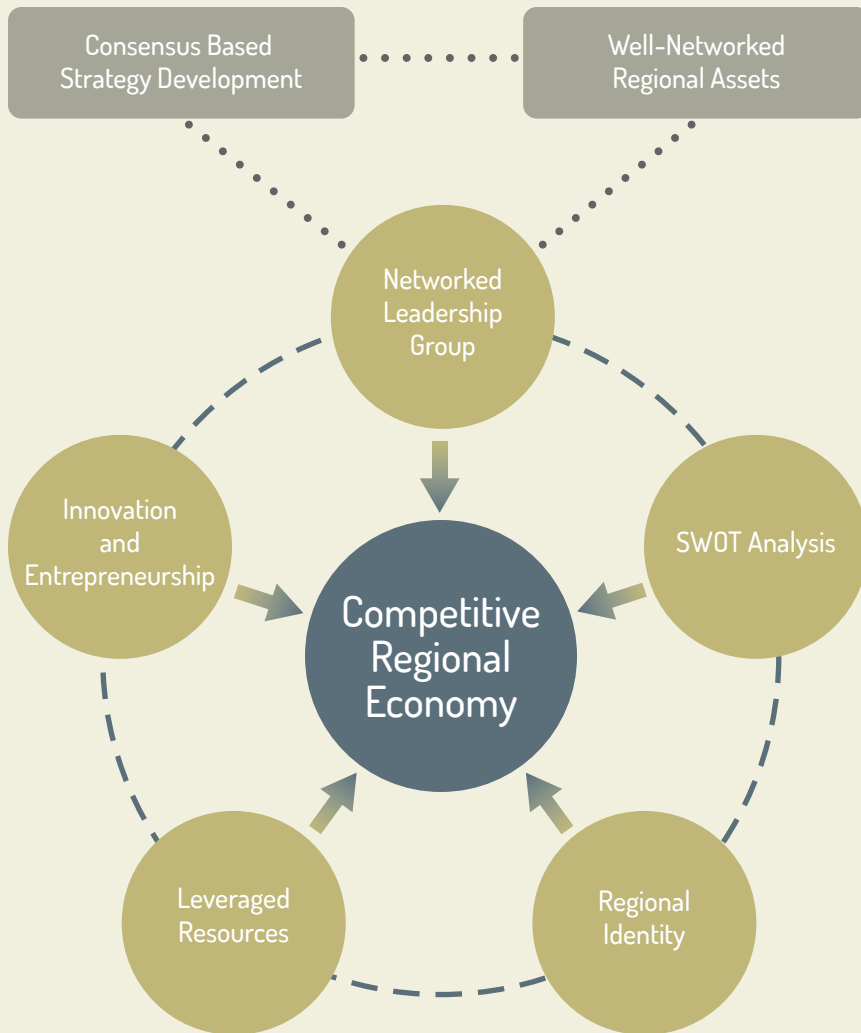 Consensus Based
Strategy Development
Well-Networked
Regional Assets
Networked
Leadership
Group
Innovation
and
Entrepreneurship
SWOT Analysis
Competitive
Regional
Economy
Leveraged
Resources
Regional
Identity